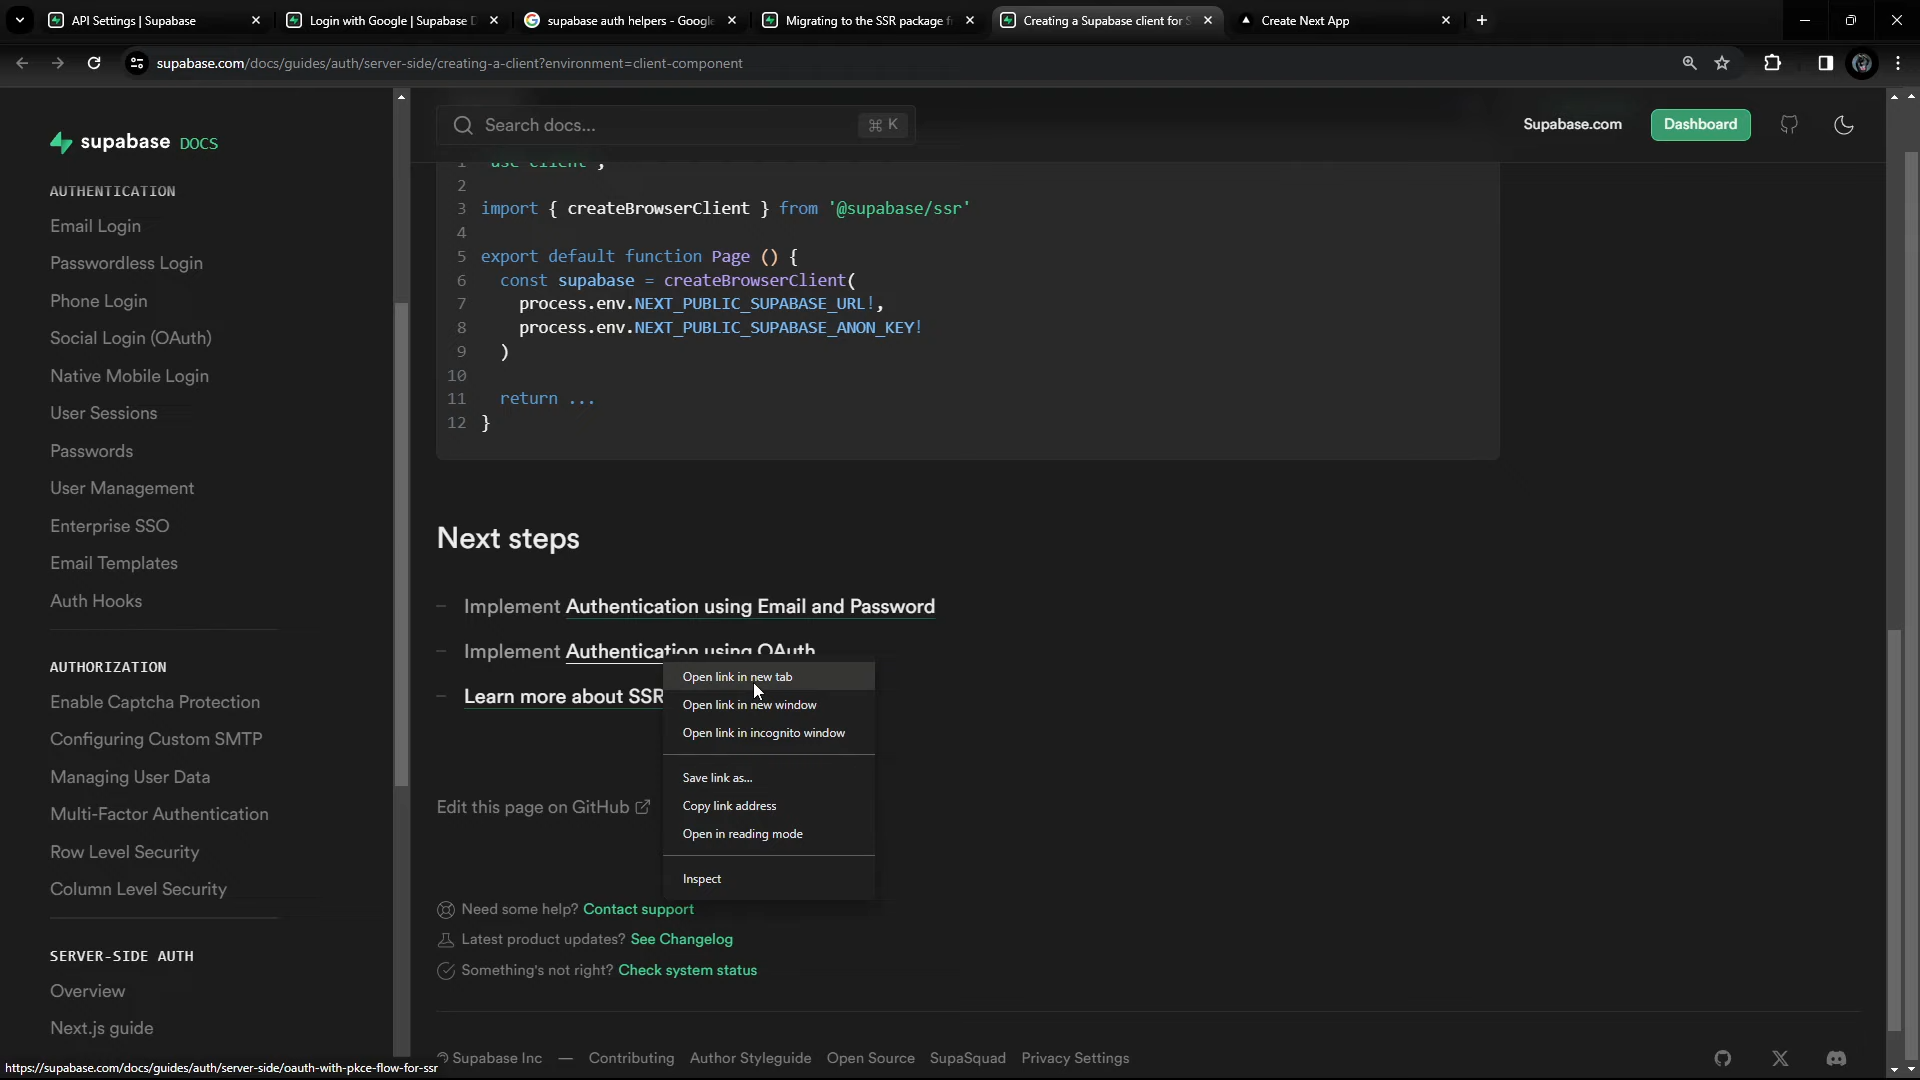 API Settings | Supabase
Login with Google | Supabase D
supabase auth helpers - Google
Migrating to the SSR package f
Creating a Supabase client for S
Create Next App
supabase.com/docs/guides/auth/server-side/creating-a-client?environment=client-component
supabase DOCS
Search docs...
⌘ K
Supabase.com
Dashboard
AUTHENTICATION
Email Login
Passwordless Login
Phone Login
Social Login (OAuth)
Native Mobile Login
User Sessions
Passwords
User Management
Enterprise SSO
Email Templates
Auth Hooks
AUTHORIZATION
Enable Captcha Protection
Configuring Custom SMTP
Managing User Data
Multi-Factor Authentication
Row Level Security
Column Level Security
SERVER-SIDE AUTH
Overview
Next.js guide
1 'use client';
2
3 import { createBrowserClient } from '@supabase/ssr'
4
5 export default function Page () {
6 const supabase = createBrowserClient(
7 process.env.NEXT_PUBLIC_SUPABASE_URL!,
8 process.env.NEXT_PUBLIC_SUPABASE_ANON_KEY!
9 )
10
11 return ...
12 }
Next steps
– Implement Authentication using Email and Password
– Implement Authentication using OAuth
– Learn more about SSR
Open link in new tab
Open link in new window
Open link in incognito window
Save link as...
Copy link address
Open in reading mode
Inspect
Edit this page on GitHub
Need some help? Contact support
Latest product updates? See Changelog
Something's not right? Check system status
Supabase Inc — Contributing Author Styleguide Open Source SupaSquad Privacy Settings
https://supabase.com/docs/guides/auth/server-side/oauth-with-pkce-flow-for-ssr